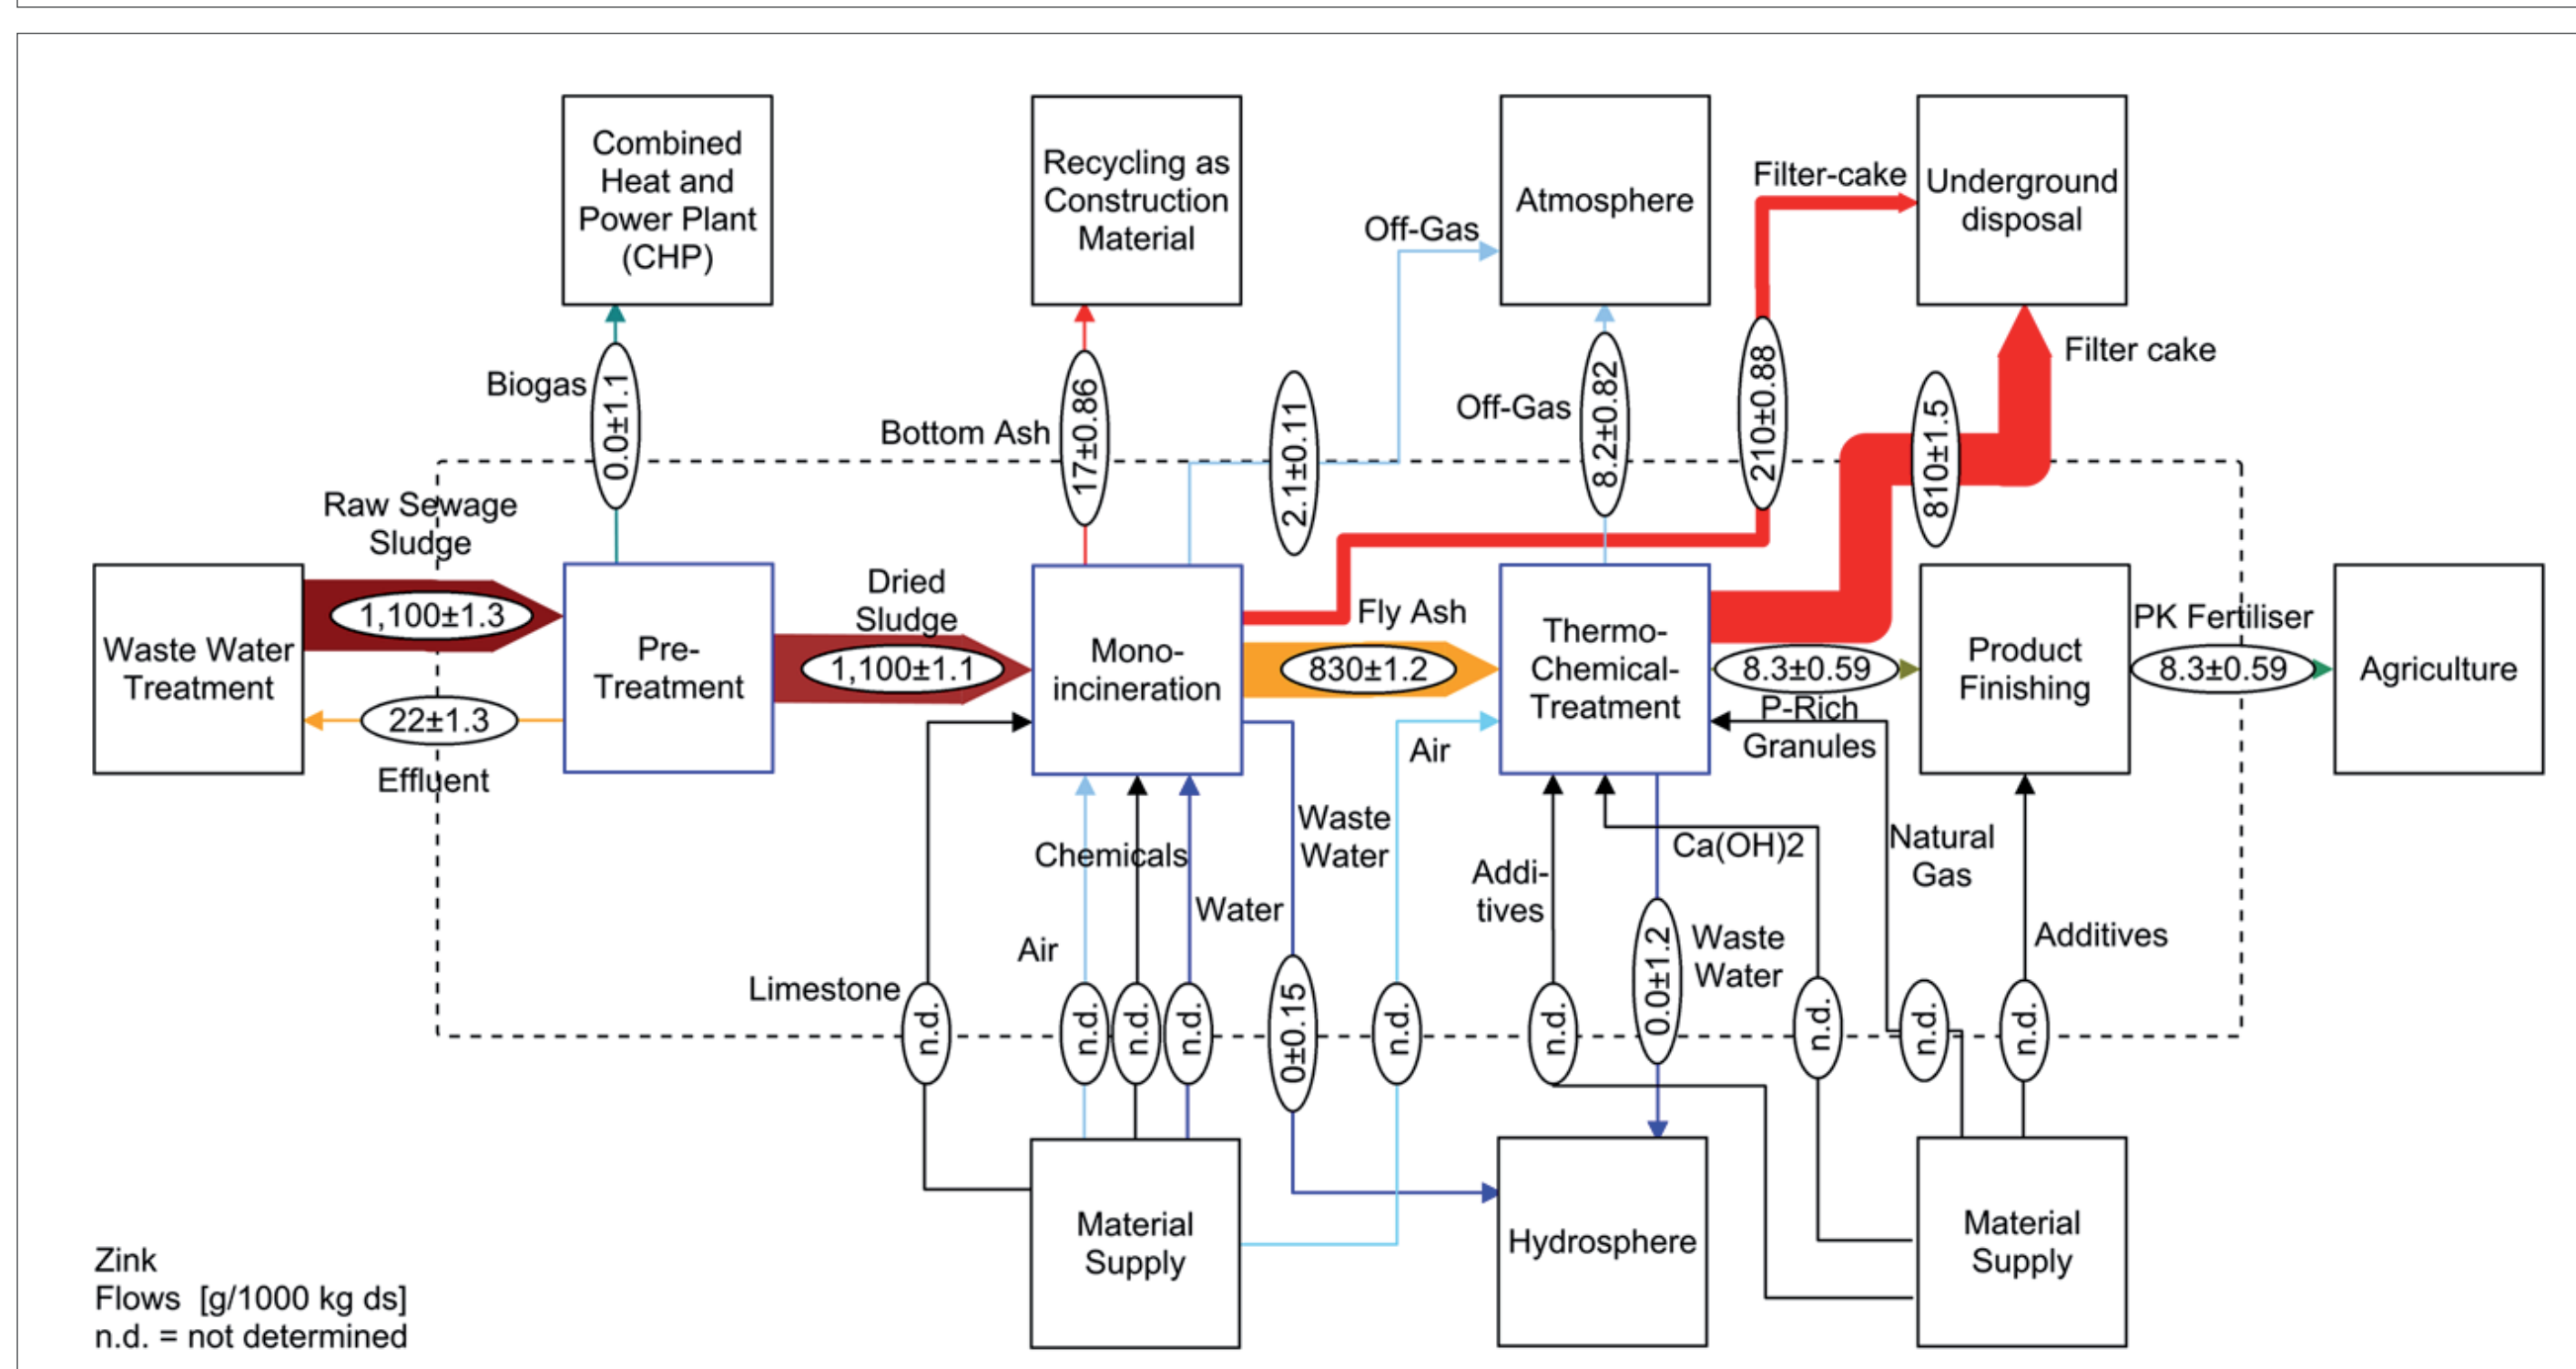 Combined
Heat and
Power Plant
(CHP)
Recycling as
Construction
Material
Atmosphere
Underground
disposal
Filter-cake
Off-Gas
Filter cake
Biogas
0.0±1.1
Bottom Ash
17±0.86
2.1±0.11
Off-Gas
8.2±0.82
210±0.88
810±1.5
Raw Sewage
Sludge
Waste Water
Treatment
1,100±1.3
22±1.3
Effluent
Pre-
Treatment
Dried
Sludge
1,100±1.1
Mono-
incineration
Fly Ash
830±1.2
Thermo-
Chemical-
Treatment
8.3±0.59
P-Rich
Granules
Product
Finishing
PK Fertiliser
8.3±0.59
Agriculture
Air
Waste
Water
Chemicals
Water
Air
Limestone
Addi-
tives
Ca(OH)2
Natural
Gas
Waste
Water
Additives
n.d.
n.d.
n.d.
n.d.
0±0.15
n.d.
n.d.
0.0±1.2
n.d.
n.d.
n.d.
Material
Supply
Hydrosphere
Material
Supply
Zink
Flows [g/1000 kg ds]
n.d. = not determined